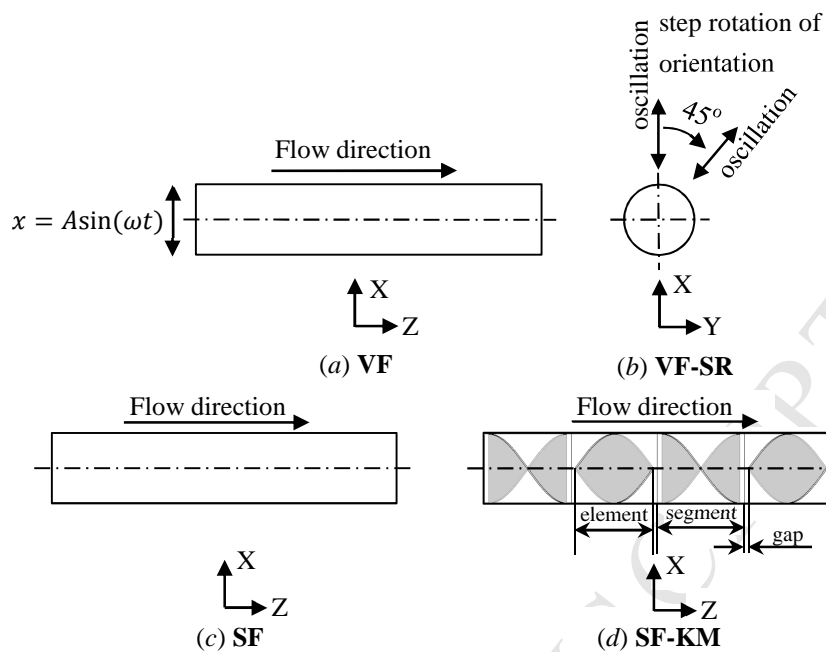 step rotation of
orientation
oscillation
45°
oscillation
Flow direction
x = Asin(ωt)
X
Z
X
Y
(a) VF
(b) VF-SR
Flow direction
Flow direction
element
segment
gap
X
Z
X
Z
(c) SF
(d) SF-KM